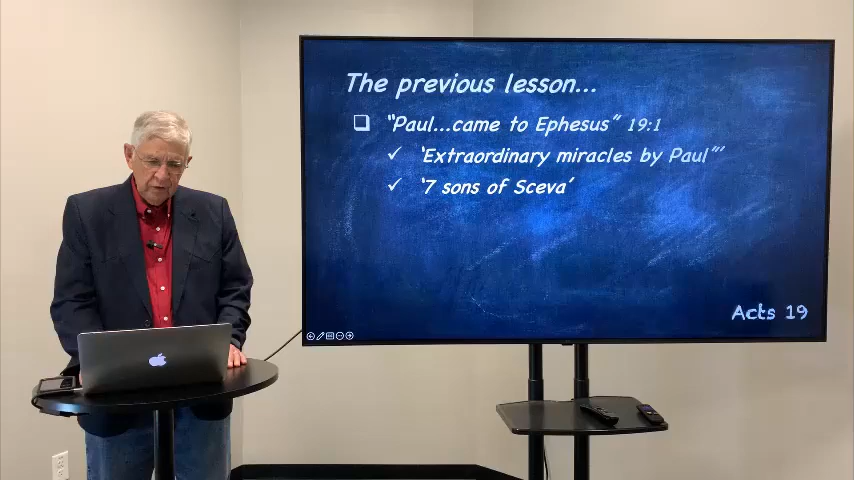 The previous lesson...
"Paul...came to Ephesus" 19:1
'Extraordinary miracles by Paul"'
'7 sons of Sceva'
Acts 19